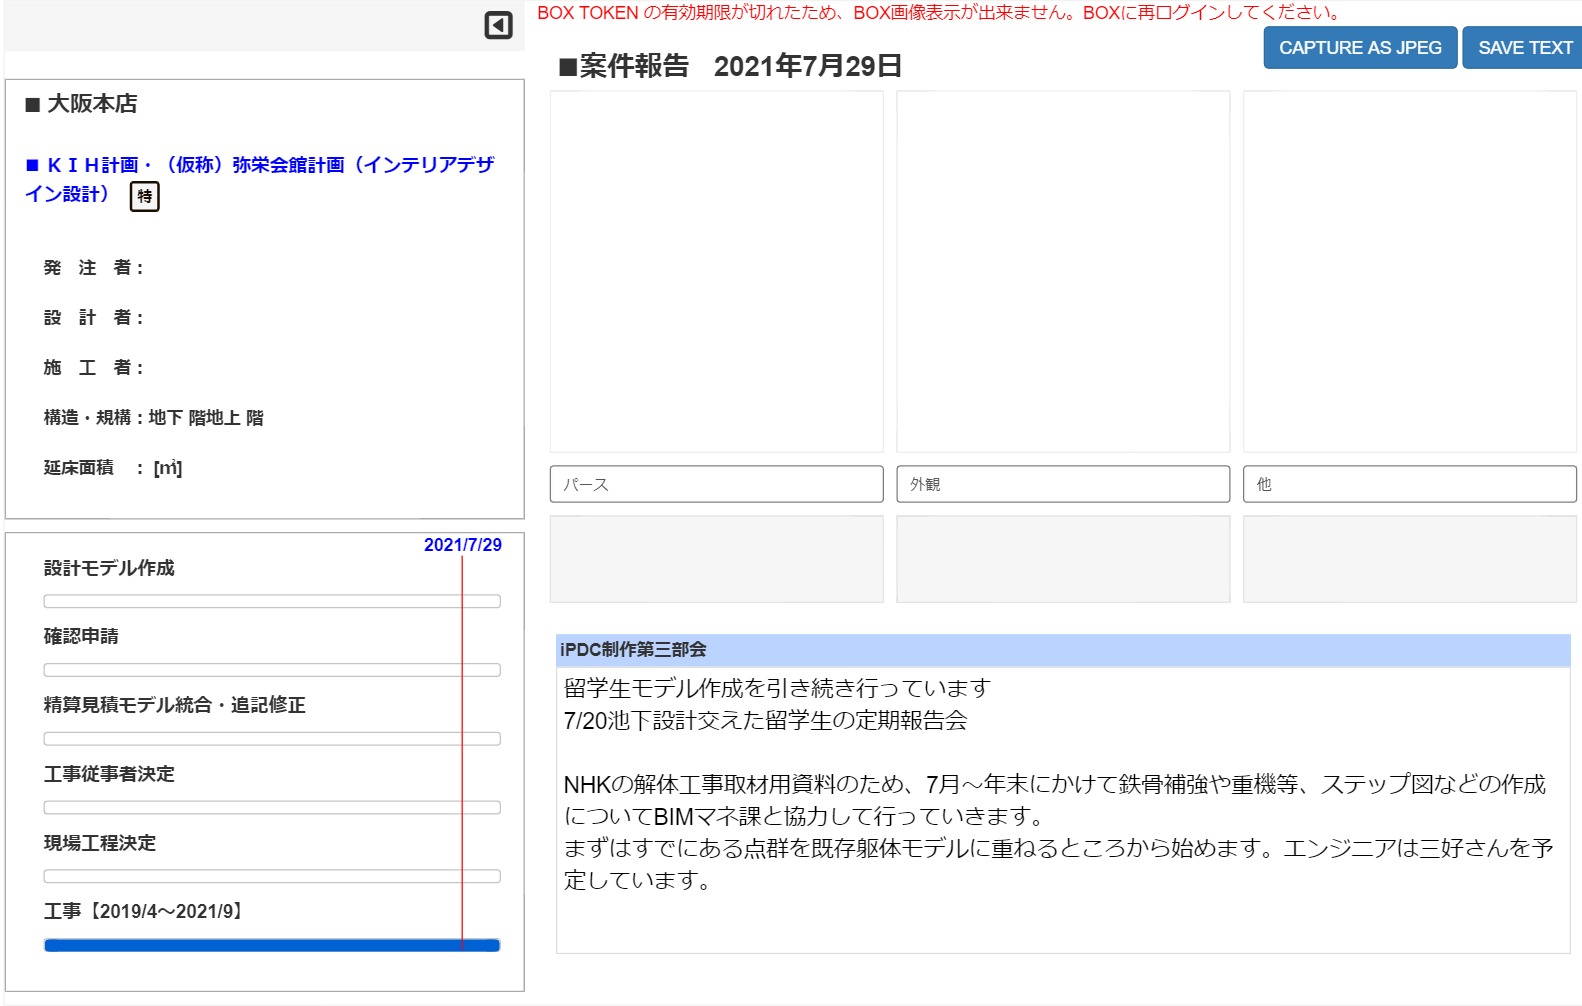 BOX TOKEN の有効期限が切れたため、BOX画像表示が出来ません。BOXに再ログインしてください。
CAPTURE AS JPEG
SAVE TEXT
■案件報告 2021年7月29日
■ 大阪本店
■ ＫＩＨ計画・（仮称）弥栄会館計画（インテリアデザ
イン設計） 特
発　注　者：
設　計　者：
施　工　者：
構造・規構：地下 階地上 階
延床面積　： [㎡]
パース
外観
他
2021/7/29
設計モデル作成
確認申請
精算見積モデル統合・追記修正
工事従事者決定
現場工程決定
工事【2019/4～2021/9】
iPDC制作第三部会
留学生モデル作成を引き続き行っています
7/20池下設計交えた留学生の定期報告会
NHKの解体工事取材用資料のため、7月～年末にかけて鉄骨補強や重機等、ステップ図などの作成
についてBIMマネ課と協力して行っていきます。
まずはすでにある点群を既存躯体モデルに重ねるところから始めます。エンジニアは三好さんを予
定しています。